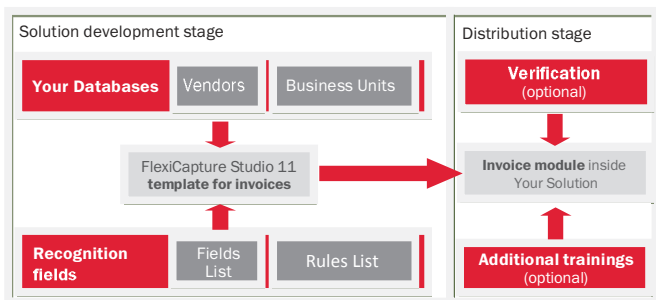 Solution development stage
Your Databases
Vendors
Business Units
FlexiCapture Studio 11
template for invoices
Recognition
fields
Fields
List
Rules List
Distribution stage
Verification
(optional)
Invoice module inside
Your Solution
Additional trainings
(optional)